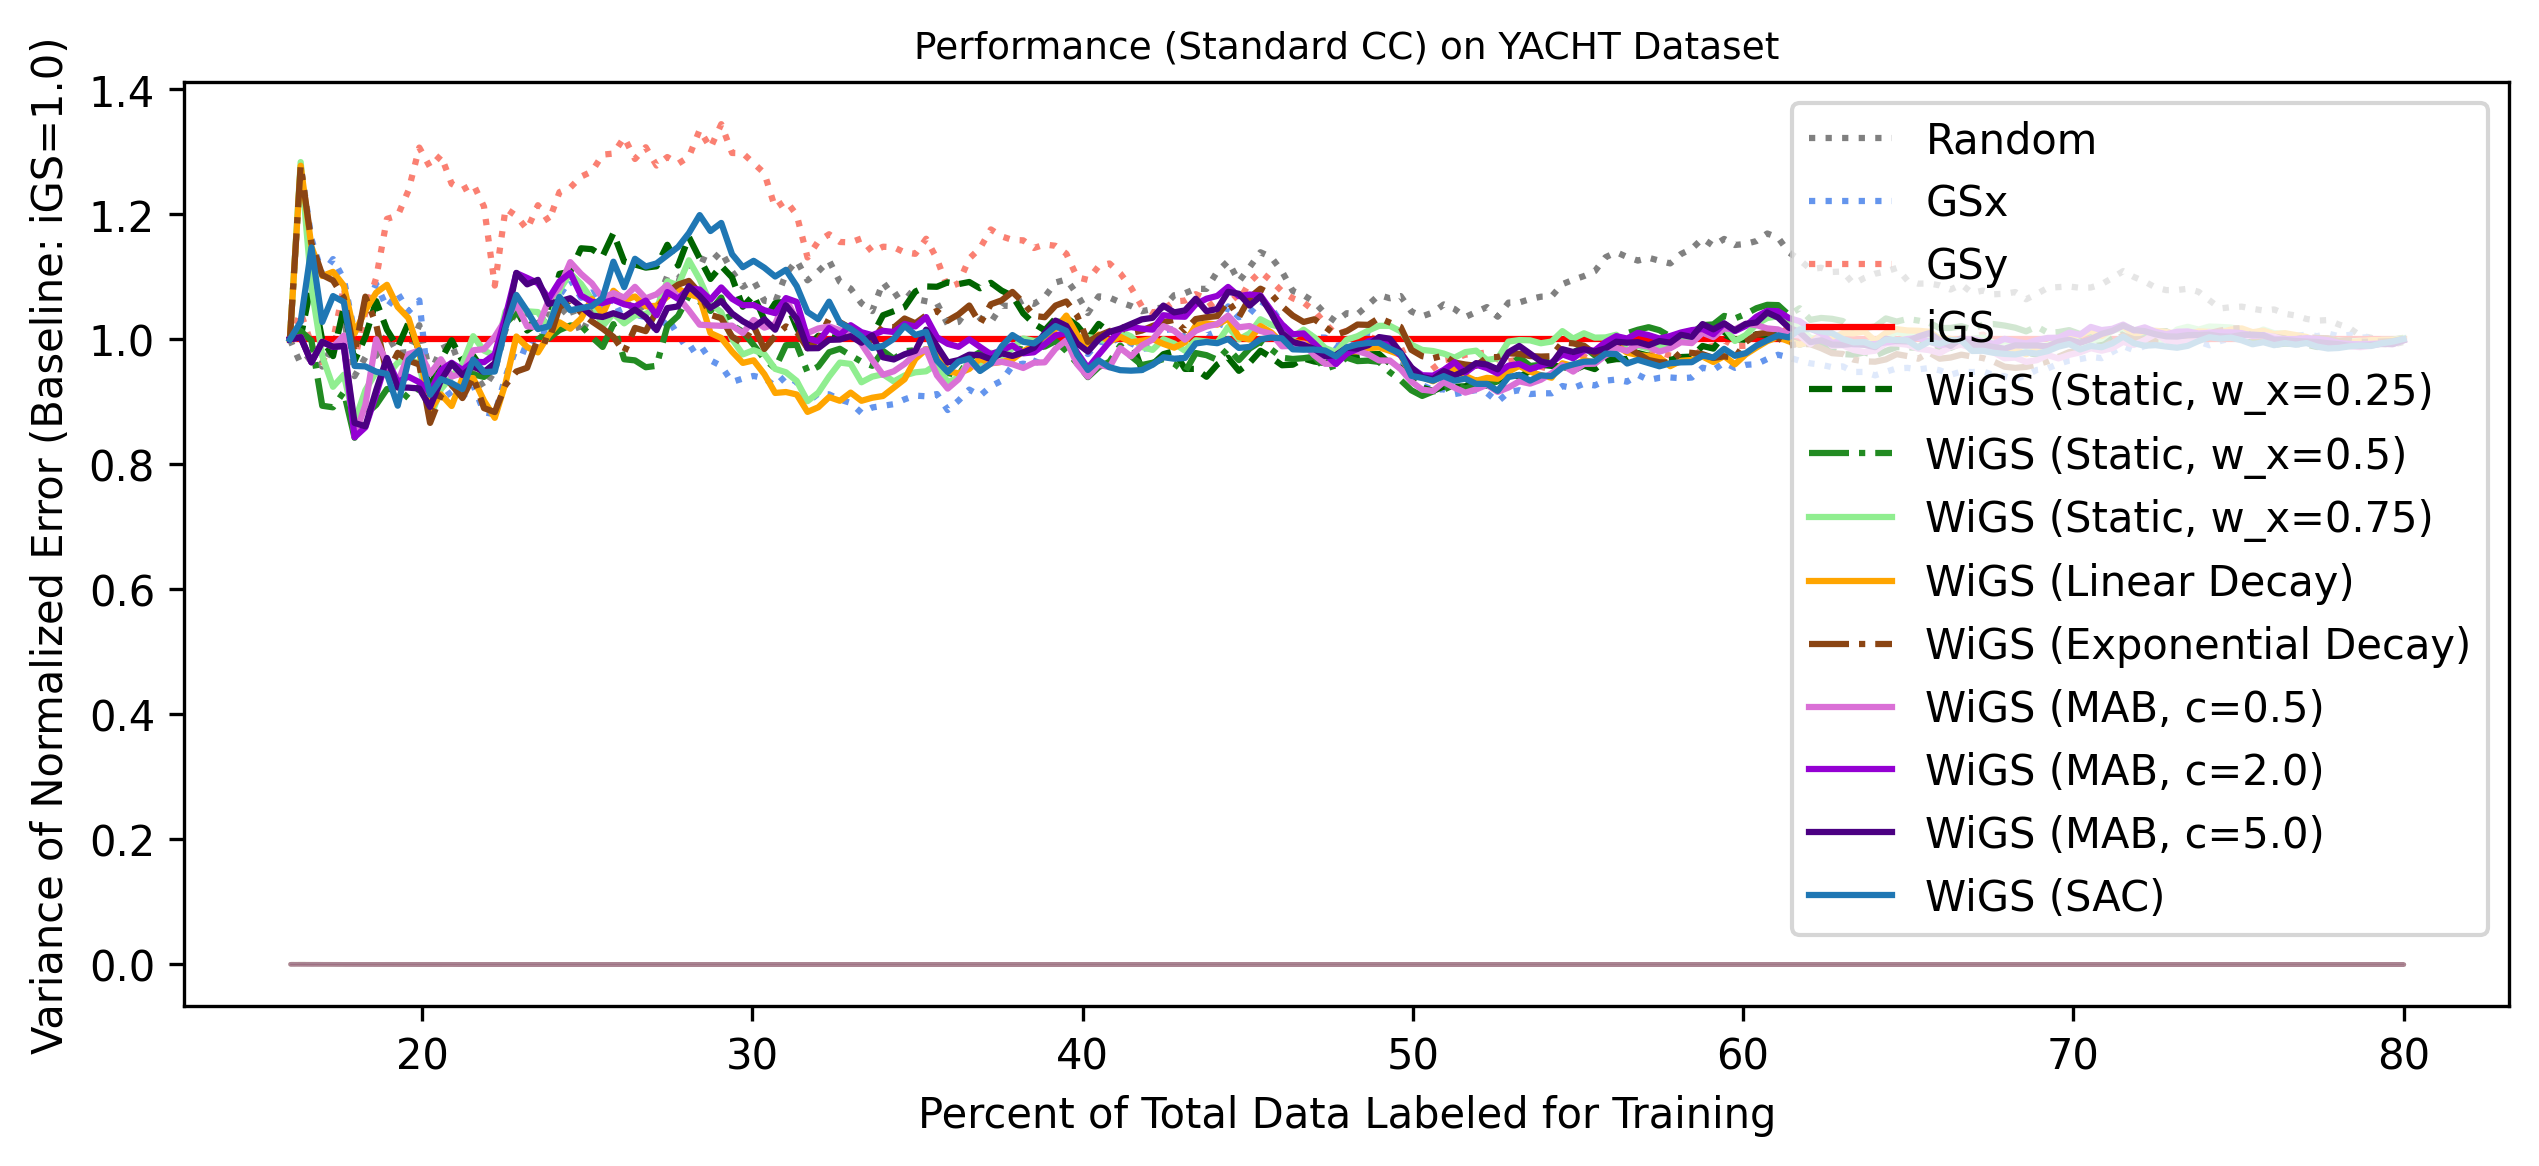 Performance (Standard CC) on YACHT Dataset
Variance of Normalized Error (Baseline: iGS=1.0)
1.4
1.2
1.0
0.8
0.6
0.4
0.2
0.0
20
30
40
50
60
70
80
Percent of Total Data Labeled for Training
Random
GSx
GSy
iGS
WiGS (Static, w_x=0.25)
WiGS (Static, w_x=0.5)
WiGS (Static, w_x=0.75)
WiGS (Linear Decay)
WiGS (Exponential Decay)
WiGS (MAB, c=0.5)
WiGS (MAB, c=2.0)
WiGS (MAB, c=5.0)
WiGS (SAC)